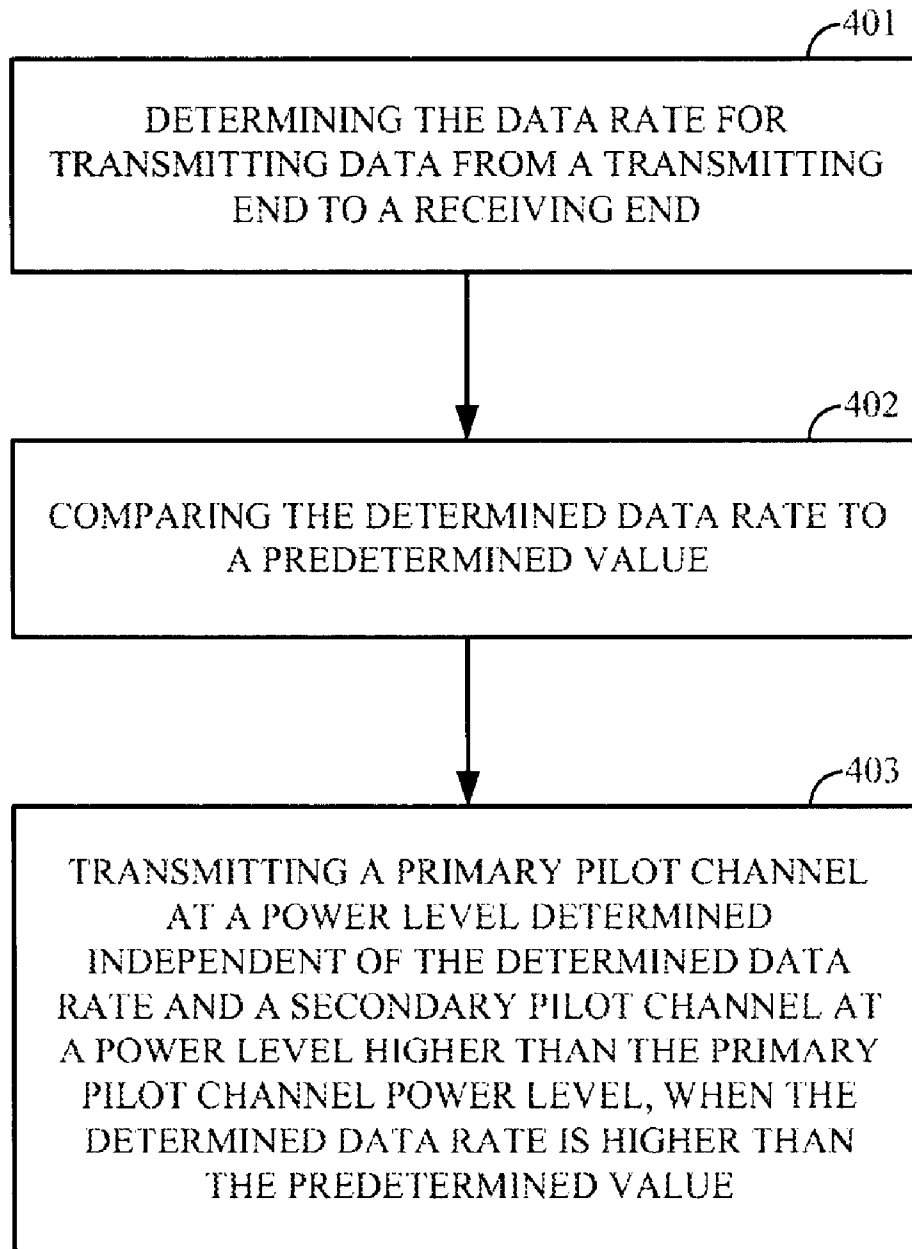 401
DETERMINING THE DATA RATE FOR
TRANSMITTING DATA FROM A TRANSMITTING
END TO A RECEIVING END
402
COMPARING THE DETERMINED DATA RATE TO
A PREDETERMINED VALUE
403
TRANSMITTING A PRIMARY PILOT CHANNEL
AT A POWER LEVEL DETERMINED
INDEPENDENT OF THE DETERMINED DATA
RATE AND A SECONDARY PILOT CHANNEL AT
A POWER LEVEL HIGHER THAN THE PRIMARY
PILOT CHANNEL POWER LEVEL, WHEN THE
DETERMINED DATA RATE IS HIGHER THAN
THE PREDETERMINED VALUE